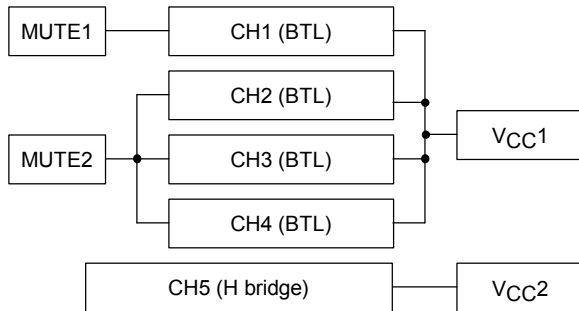 MUTE1
CH1 (BTL)
CH2 (BTL)
MUTE2
CH3 (BTL)
VCC1
CH4 (BTL)
CH5 (H bridge)
VCC2